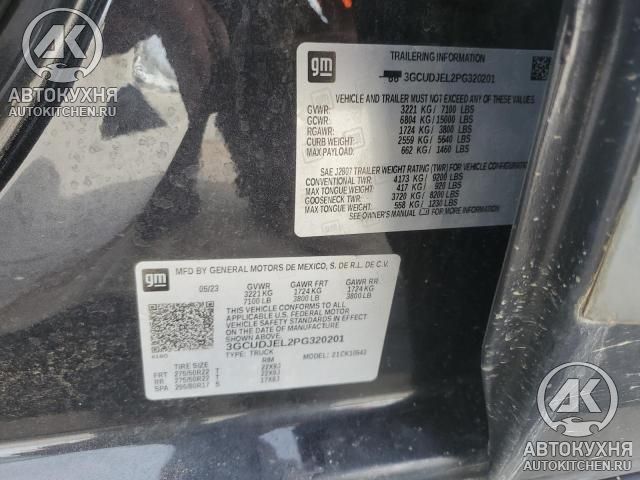 AK
АВТОКУХНЯ
AUTOKITCHEN.RU
gm
TRAILERING INFORMATION
3GCUDJEL2PG320201
VEHICLE AND TRAILER MUST NOT EXCEED ANY OF THESE VALUES
GVWR: 3221 KG / 7100 LBS
GCWR: 6804 KG / 15000 LBS
RGAWR: 1724 KG / 3800 LBS
CURB WEIGHT: 2559 KG / 5640 LBS
MAX PAYLOAD: 662 KG / 1460 LBS
SAE J2807 TRAILER WEIGHT RATING (TWR) FOR VEHICLE CONFIGURATION
CONVENTIONAL TWR: 4173 KG / 9200 LBS
MAX TONGUE WEIGHT: 417 KG / 920 LBS
GOOSENECK TWR: 3720 KG / 8200 LBS
MAX TONGUE WEIGHT: 558 KG / 1230 LBS
SEE OWNER'S MANUAL FOR MORE INFORMATION
gm
MFD BY GENERAL MOTORS DE MEXICO, S. DE R.L. DE C.V.
05/23 GVWR GAWR FRT GAWR RR
3221 KG 1724 KG 1724 KG
7100 LB 3800 LB 3800 LB
THIS VEHICLE CONFORMS TO ALL
APPLICABLE U.S. FEDERAL MOTOR
VEHICLE SAFETY STANDARDS IN EFFECT
ON THE DATE OF MANUFACTURE
SHOWN ABOVE.
3GCUDJEL2PG320201
TYPE: TRUCK MODEL: 21CK10543
TIRE SIZE RIM
FRT 275/50R22 T 22X9J
RR 275/50R22 T 22X9J
SPA 255/80R17 S 17X8J
AK
АВТОКУХНЯ
AUTOKITCHEN.RU